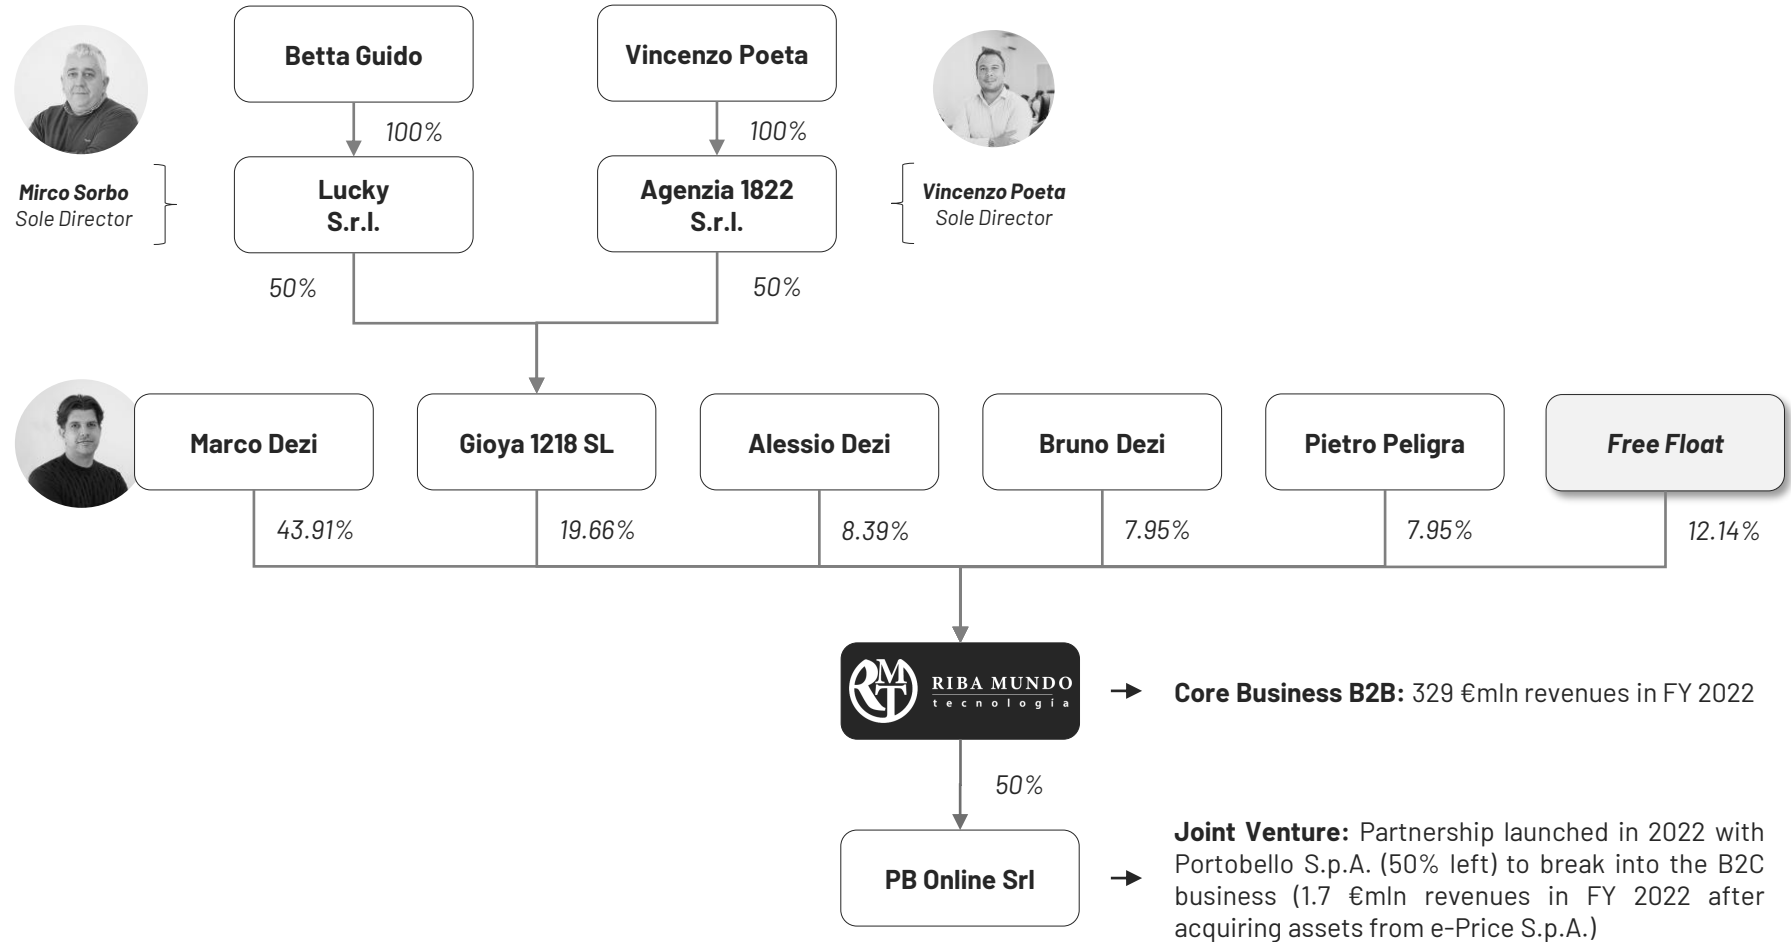 Betta Guido
Vincenzo Poeta
100%
100%
Mirco Sorbo
Sole Director
Lucky
S.r.l.
Agenzia 1822
S.r.l.
Vincenzo Poeta
Sole Director
50%
50%
Marco Dezi
Gioya 1218 SL
Alessio Dezi
Bruno Dezi
Pietro Peligra
Free Float
43.91%
19.66%
8.39%
7.95%
7.95%
12.14%
RMT
RIBA MUNDO
tecnología
Core Business B2B: 329 €mln revenues in FY 2022
50%
PB Online Srl
Joint Venture: Partnership launched in 2022 with
Portobello S.p.A. (50% left) to break into the B2C
business (1.7 €mln revenues in FY 2022 after
acquiring assets from e-Price S.p.A.)